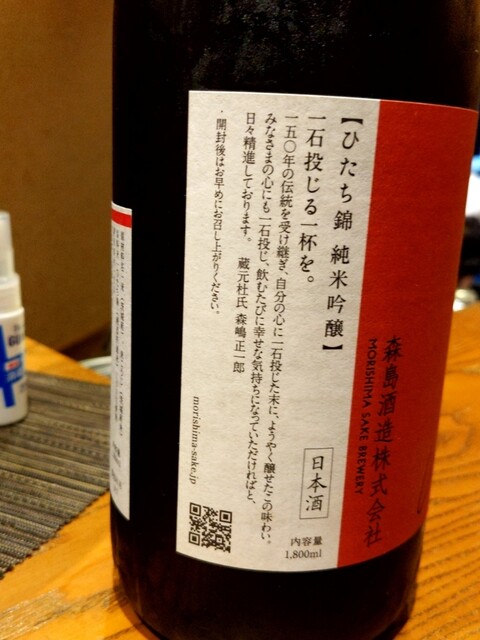 森島酒造株式会社
MORISHIMA SAKE BREWERY
【ひたち錦 純米吟醸】
一石投じる一杯を。
一五〇年の伝統を受け継ぎ、自分の心に一石投じた末に、ようやく醸せたこの味わい。
みなさまの心にも一石投じ、飲むたびに幸せな気持ちになっていただければと、
日々精進しております。 蔵元杜氏 森嶋正一郎
・開封後はお早めにお召し上がりください。
日本酒
内容量
1,800ml
morishima-sake.jp